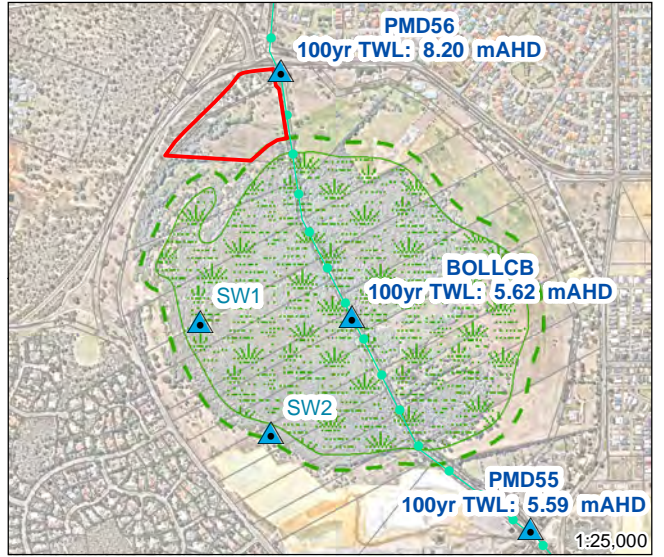 PMD56
100yr TWL: 8.20 mAHD
BOLLCB
100yr TWL: 5.62 mAHD
SW1
SW2
PMD55
100yr TWL: 5.59 mAHD
1:25,000